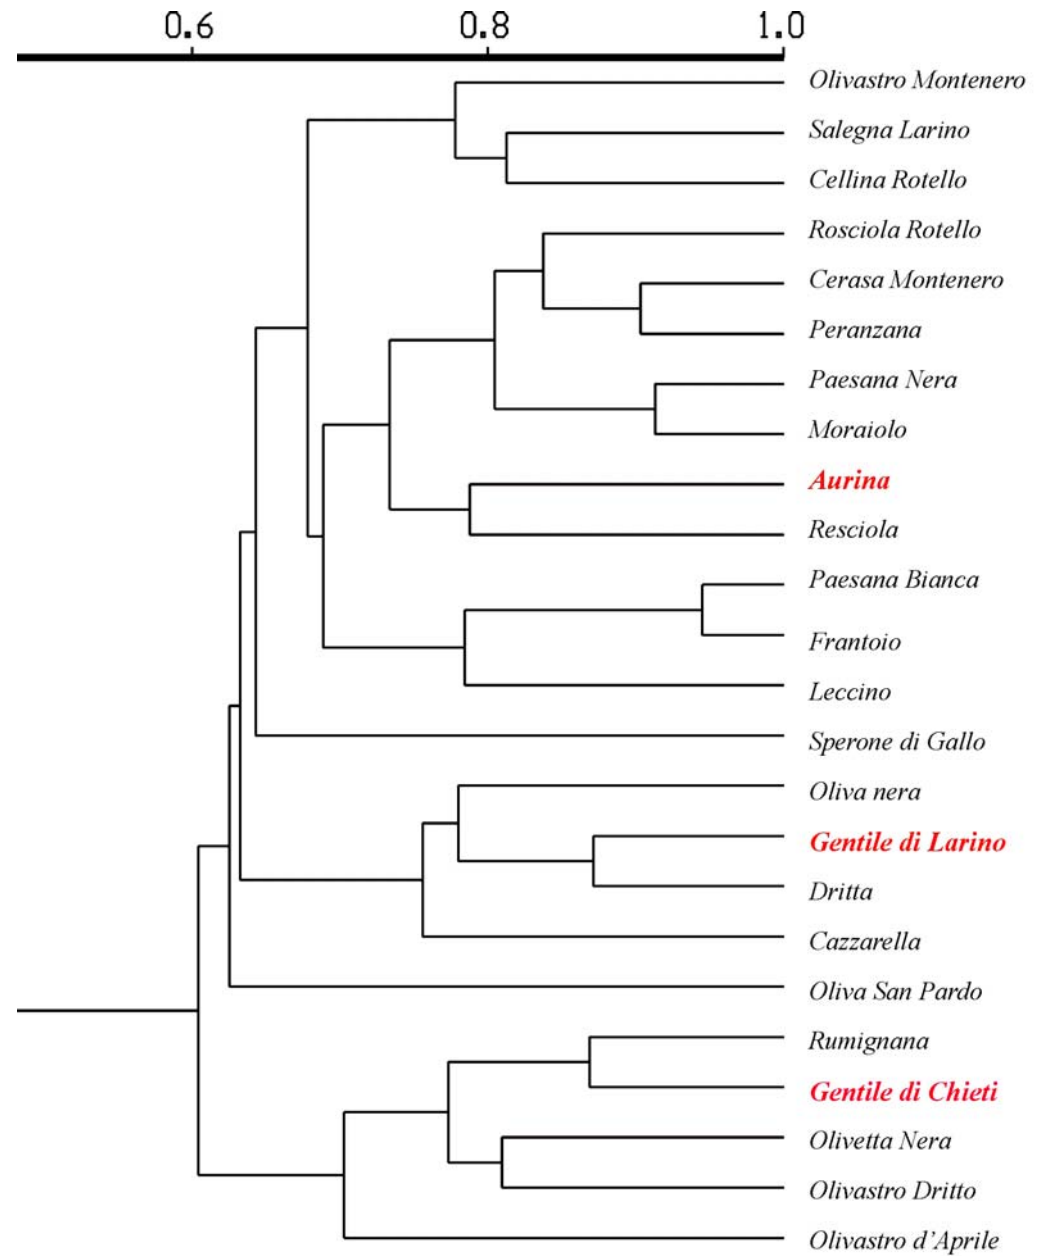 0.6 0.8 1.0
Olivastro Montenero
Salegna Larino
Cellina Rotello
Rosciola Rotello
Cerasa Montenero
Peranzana
Paesana Nera
Moraiolo
Aurina
Resciola
Paesana Bianca
Frantoio
Leccino
Sperone di Gallo
Oliva nera
Gentile di Larino
Dritta
Cazzarella
Oliva San Pardo
Rumignana
Gentile di Chieti
Olivetta Nera
Olivastro Dritto
Olivastro d’Aprile